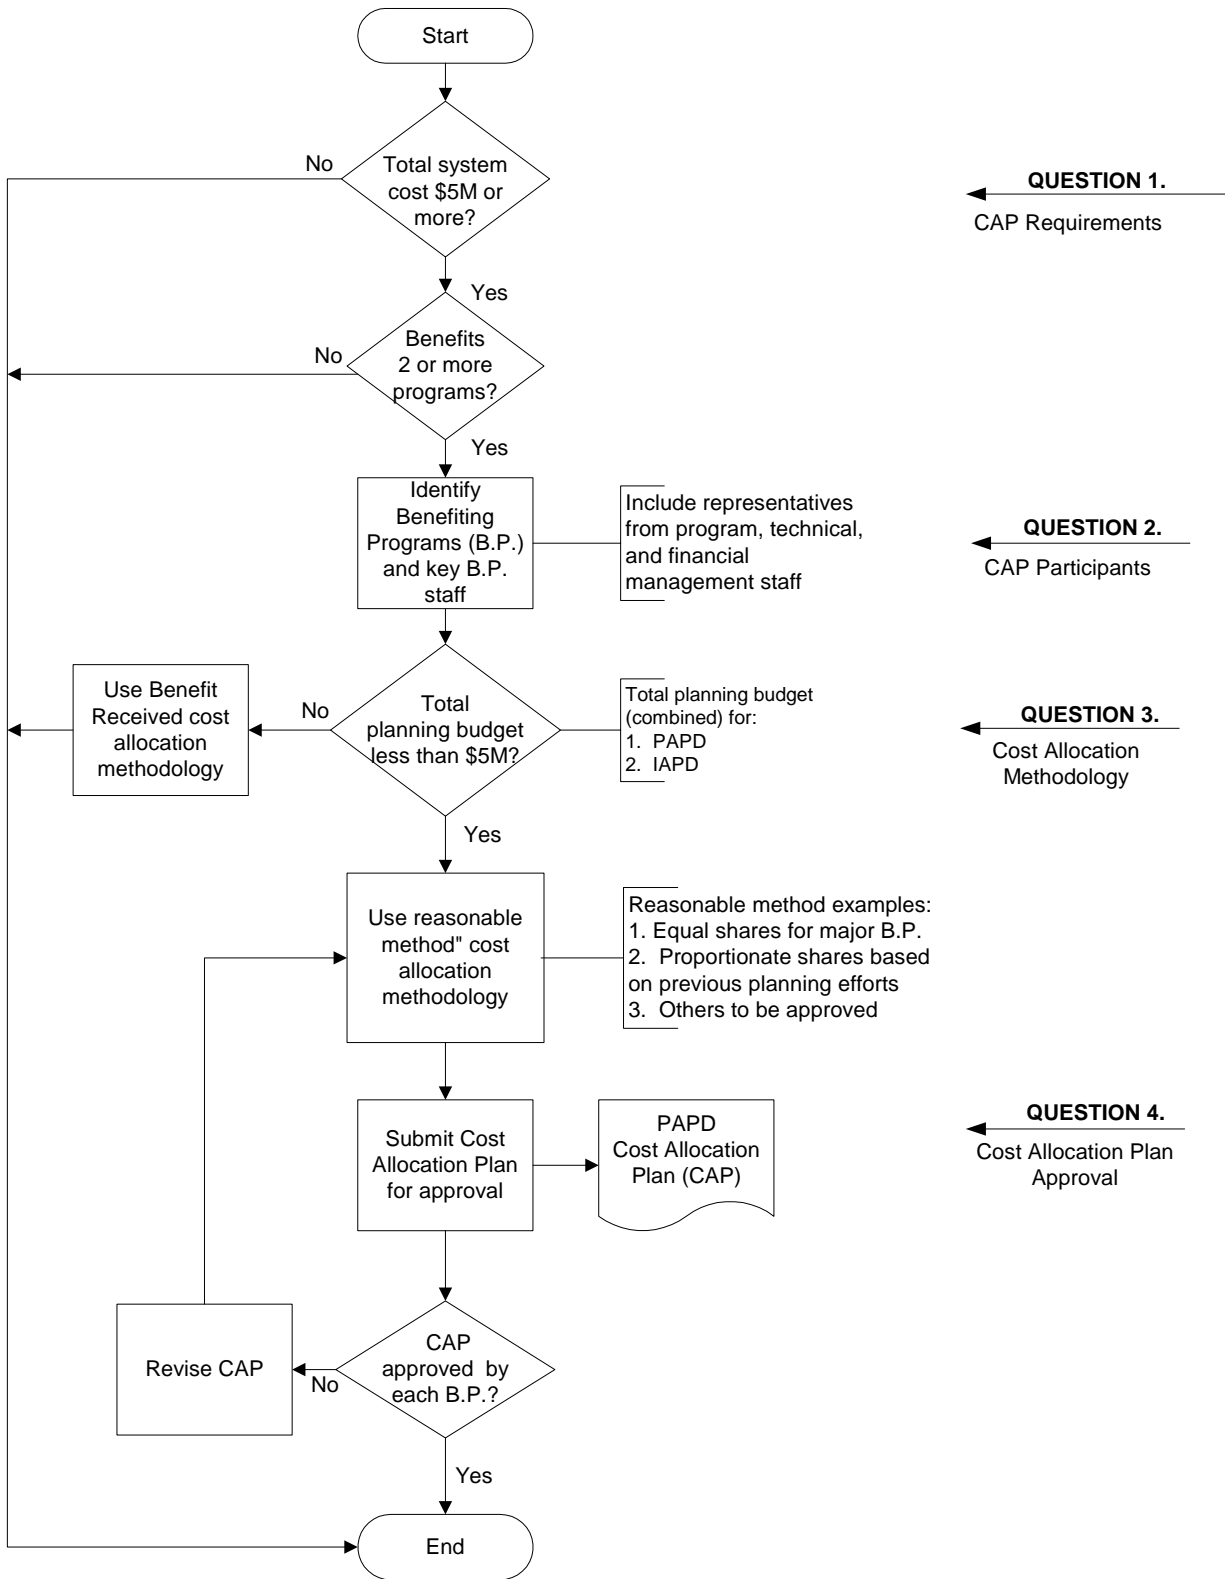 Start
No
Total system
cost $5M or
more?
QUESTION 1.
CAP Requirements
Yes
No
Benefits
2 or more
programs?
Yes
Identify
Benefiting
Programs (B.P.)
and key B.P.
staff
Include representatives
from program, technical,
and financial
management staff
QUESTION 2.
CAP Participants
Use Benefit
Received cost
allocation
methodology
No
Total
planning budget
less than $5M?
Total planning budget
(combined) for:
1. PAPD
2. IAPD
QUESTION 3.
Cost Allocation
Methodology
Yes
Use reasonable
method" cost
allocation
methodology
Reasonable method examples:
1. Equal shares for major B.P.
2. Proportionate shares based
on previous planning efforts
3. Others to be approved
Submit Cost
Allocation Plan
for approval
PAPD
Cost Allocation
Plan (CAP)
QUESTION 4.
Cost Allocation Plan
Approval
Revise CAP
No
CAP
approved by
each B.P.?
Yes
End